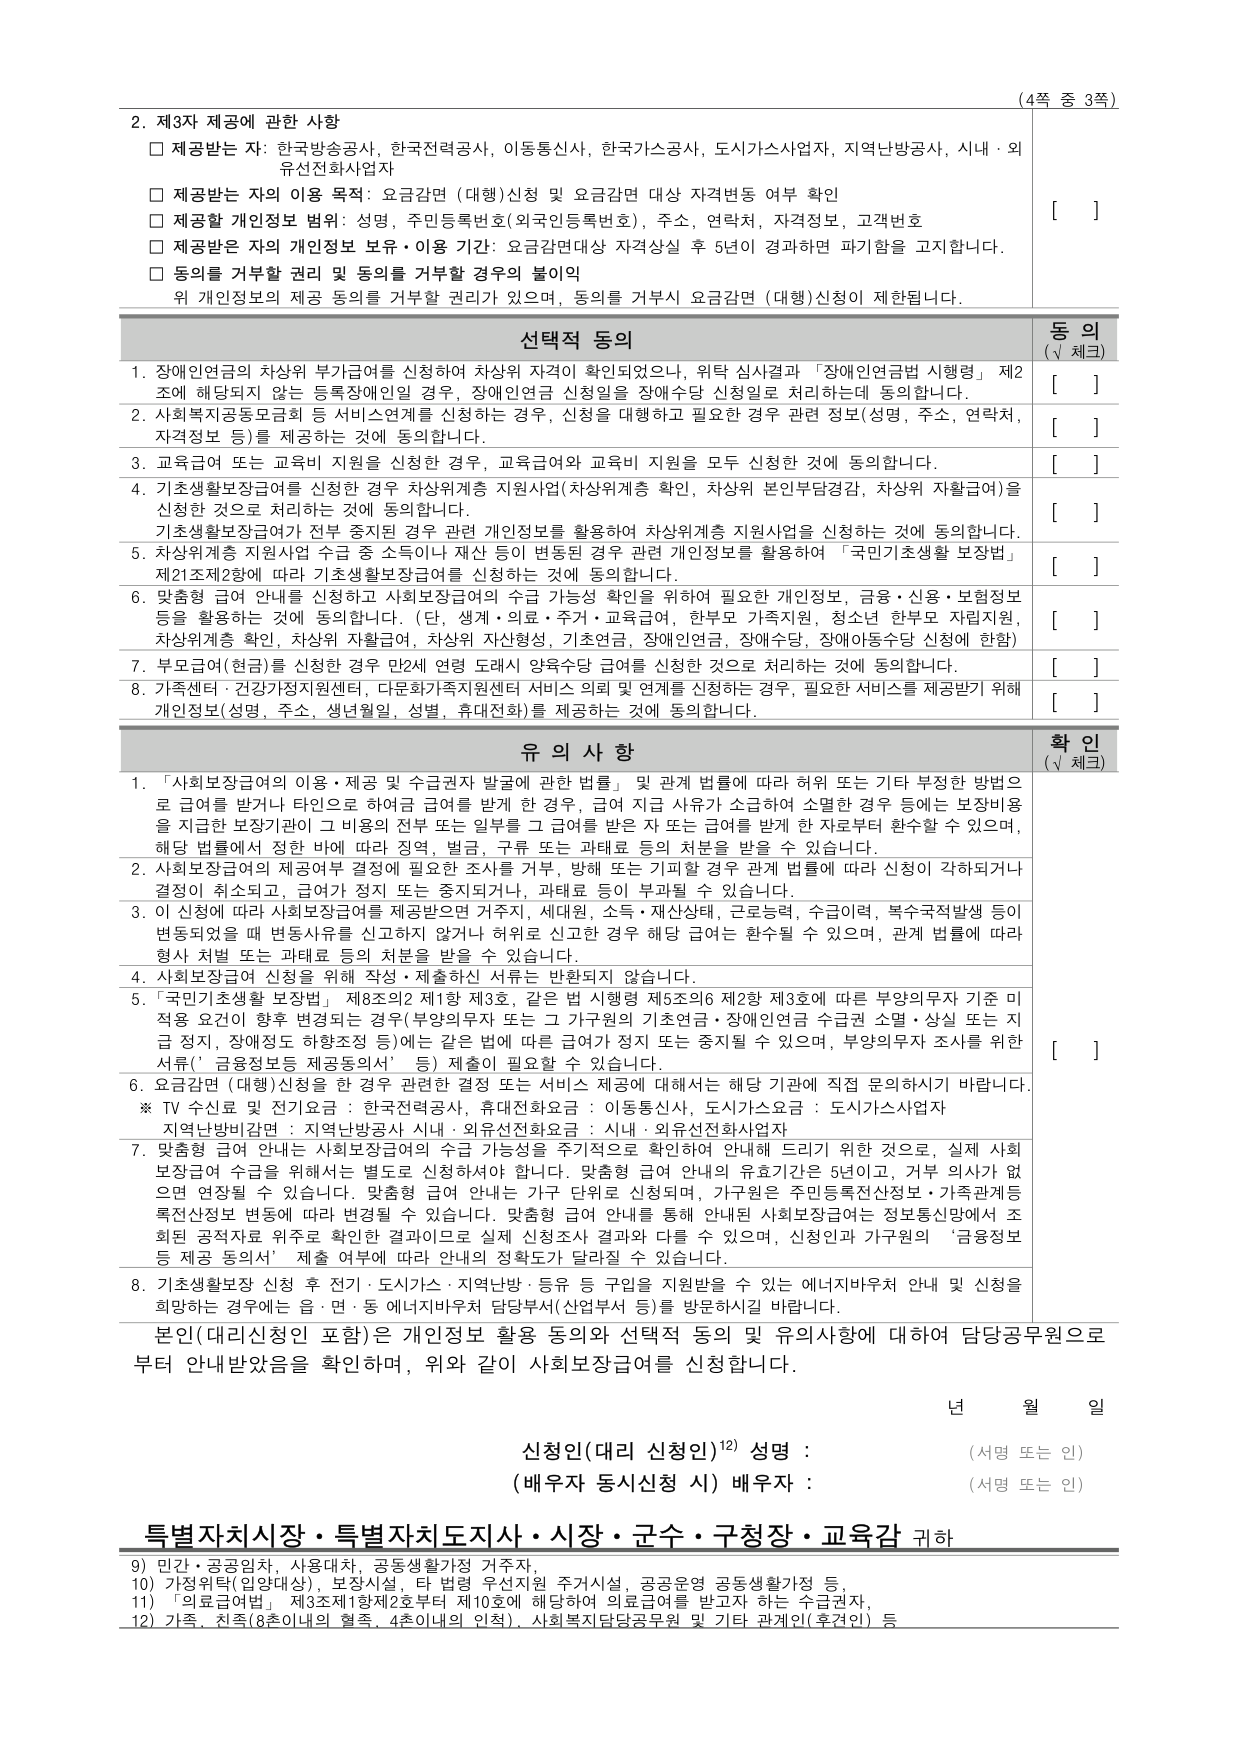 (4쪽 중 3쪽)
2. 제3자 제공에 관한 사항
□ 제공받는 자: 한국방송공사, 한국전력공사, 이동통신사, 한국가스공사, 도시가스사업자, 지역난방공사, 시내·외
유선전화사업자
□ 제공받는 자의 이용 목적: 요금감면 (대행)신청 및 요금감면 대상 자격변동 여부 확인
□ 제공할 개인정보 범위: 성명, 주민등록번호(외국인등록번호), 주소, 연락처, 자격정보, 고객번호
□ 제공받은 자의 개인정보 보유•이용 기간: 요금감면대상 자격상실 후 5년이 경과하면 파기함을 고지합니다.
□ 동의를 거부할 권리 및 동의를 거부할 경우의 불이익
위 개인정보의 제공 동의를 거부할 권리가 있으며, 동의를 거부시 요금감면 (대행)신청이 제한됩니다.
[ ]
선택적 동의
동 의
(√ 체크)
1. 장애인연금의 차상위 부가급여를 신청하여 차상위 자격이 확인되었으나, 위탁 심사결과 「장애인연금법 시행령」 제2
조에 해당되지 않는 등록장애인일 경우, 장애인연금 신청일을 장애수당 신청일로 처리하는데 동의합니다.
[ ]
2. 사회복지공동모금회 등 서비스연계를 신청하는 경우, 신청을 대행하고 필요한 경우 관련 정보(성명, 주소, 연락처,
자격정보 등)를 제공하는 것에 동의합니다.
[ ]
3. 교육급여 또는 교육비 지원을 신청한 경우, 교육급여와 교육비 지원을 모두 신청한 것에 동의합니다.
[ ]
4. 기초생활보장급여를 신청한 경우 차상위계층 지원사업(차상위계층 확인, 차상위 본인부담경감, 차상위 자활급여)을
신청한 것으로 처리하는 것에 동의합니다.
기초생활보장급여가 전부 중지된 경우 관련 개인정보를 활용하여 차상위계층 지원사업을 신청하는 것에 동의합니다.
[ ]
5. 차상위계층 지원사업 수급 중 소득이나 재산 등이 변동된 경우 관련 개인정보를 활용하여 「국민기초생활 보장법」
제21조제2항에 따라 기초생활보장급여를 신청하는 것에 동의합니다.
[ ]
6. 맞춤형 급여 안내를 신청하고 사회보장급여의 수급 가능성 확인을 위하여 필요한 개인정보, 금융•신용•보험정보
등을 활용하는 것에 동의합니다. (단, 생계•의료•주거•교육급여, 한부모 가족지원, 청소년 한부모 자립지원,
차상위계층 확인, 차상위 자활급여, 차상위 자산형성, 기초연금, 장애인연금, 장애수당, 장애아동수당 신청에 한함)
[ ]
7. 부모급여(현금)를 신청한 경우 만2세 연령 도래시 양육수당 급여를 신청한 것으로 처리하는 것에 동의합니다.
[ ]
8. 가족센터·건강가정지원센터, 다문화가족지원센터 서비스 의뢰 및 연계를 신청하는 경우, 필요한 서비스를 제공받기 위해
개인정보(성명, 주소, 생년월일, 성별, 휴대전화)를 제공하는 것에 동의합니다.
[ ]
유 의 사 항
확 인
(√ 체크)
1. 「사회보장급여의 이용•제공 및 수급권자 발굴에 관한 법률」 및 관계 법률에 따라 허위 또는 기타 부정한 방법으
로 급여를 받거나 타인으로 하여금 급여를 받게 한 경우, 급여 지급 사유가 소급하여 소멸한 경우 등에는 보장비용
을 지급한 보장기관이 그 비용의 전부 또는 일부를 그 급여를 받은 자 또는 급여를 받게 한 자로부터 환수할 수 있으며,
해당 법률에서 정한 바에 따라 징역, 벌금, 구류 또는 과태료 등의 처분을 받을 수 있습니다.
2. 사회보장급여의 제공여부 결정에 필요한 조사를 거부, 방해 또는 기피할 경우 관계 법률에 따라 신청이 각하되거나
결정이 취소되고, 급여가 정지 또는 중지되거나, 과태료 등이 부과될 수 있습니다.
3. 이 신청에 따라 사회보장급여를 제공받으면 거주지, 세대원, 소득•재산상태, 근로능력, 수급이력, 복수국적발생 등이
변동되었을 때 변동사유를 신고하지 않거나 허위로 신고한 경우 해당 급여는 환수될 수 있으며, 관계 법률에 따라
형사 처벌 또는 과태료 등의 처분을 받을 수 있습니다.
4. 사회보장급여 신청을 위해 작성•제출하신 서류는 반환되지 않습니다.
5. 「국민기초생활 보장법」 제8조의2 제1항 제3호, 같은 법 시행령 제5조의6 제2항 제3호에 따른 부양의무자 기준 미
적용 요건이 향후 변경되는 경우(부양의무자 또는 그 가구원의 기초연금•장애인연금 수급권 소멸•상실 또는 지
급 정지, 장애정도 하향조정 등)에는 같은 법에 따른 급여가 정지 또는 중지될 수 있으며, 부양의무자 조사를 위한
서류(’금융정보등 제공동의서’ 등) 제출이 필요할 수 있습니다.
[ ]
6. 요금감면 (대행)신청을 한 경우 관련한 결정 또는 서비스 제공에 대해서는 해당 기관에 직접 문의하시기 바랍니다.
※ TV 수신료 및 전기요금 : 한국전력공사, 휴대전화요금 : 이동통신사, 도시가스요금 : 도시가스사업자
지역난방비감면 : 지역난방공사 시내·외유선전화요금 : 시내·외유선전화사업자
7. 맞춤형 급여 안내는 사회보장급여의 수급 가능성을 주기적으로 확인하여 안내해 드리기 위한 것으로, 실제 사회
보장급여 수급을 위해서는 별도로 신청하셔야 합니다. 맞춤형 급여 안내의 유효기간은 5년이고, 거부 의사가 없
으면 연장될 수 있습니다. 맞춤형 급여 안내는 가구 단위로 신청되며, 가구원은 주민등록전산정보•가족관계등
록전산정보 변동에 따라 변경될 수 있습니다. 맞춤형 급여 안내를 통해 안내된 사회보장급여는 정보통신망에서 조
회된 공적자료 위주로 확인한 결과이므로 실제 신청조사 결과와 다를 수 있으며, 신청인과 가구원의 ‘금융정보
등 제공 동의서’ 제출 여부에 따라 안내의 정확도가 달라질 수 있습니다.
8. 기초생활보장 신청 후 전기·도시가스·지역난방·등유 등 구입을 지원받을 수 있는 에너지바우처 안내 및 신청을
희망하는 경우에는 읍·면·동 에너지바우처 담당부서(산업부서 등)를 방문하시길 바랍니다.
본인(대리신청인 포함)은 개인정보 활용 동의와 선택적 동의 및 유의사항에 대하여 담당공무원으로
부터 안내받았음을 확인하며, 위와 같이 사회보장급여를 신청합니다.
년 월 일
신청인(대리 신청인)12) 성명 : (서명 또는 인)
(배우자 동시신청 시) 배우자 : (서명 또는 인)
특별자치시장•특별자치도지사•시장•군수•구청장•교육감 귀하
9) 민간•공공임차, 사용대차, 공동생활가정 거주자,
10) 가정위탁(입양대상), 보장시설, 타 법령 우선지원 주거시설, 공공운영 공동생활가정 등,
11) 「의료급여법」 제3조제1항제2호부터 제10호에 해당하여 의료급여를 받고자 하는 수급권자,
12) 가족, 친족(8촌이내의 혈족, 4촌이내의 인척), 사회복지담당공무원 및 기타 관계인(후견인) 등